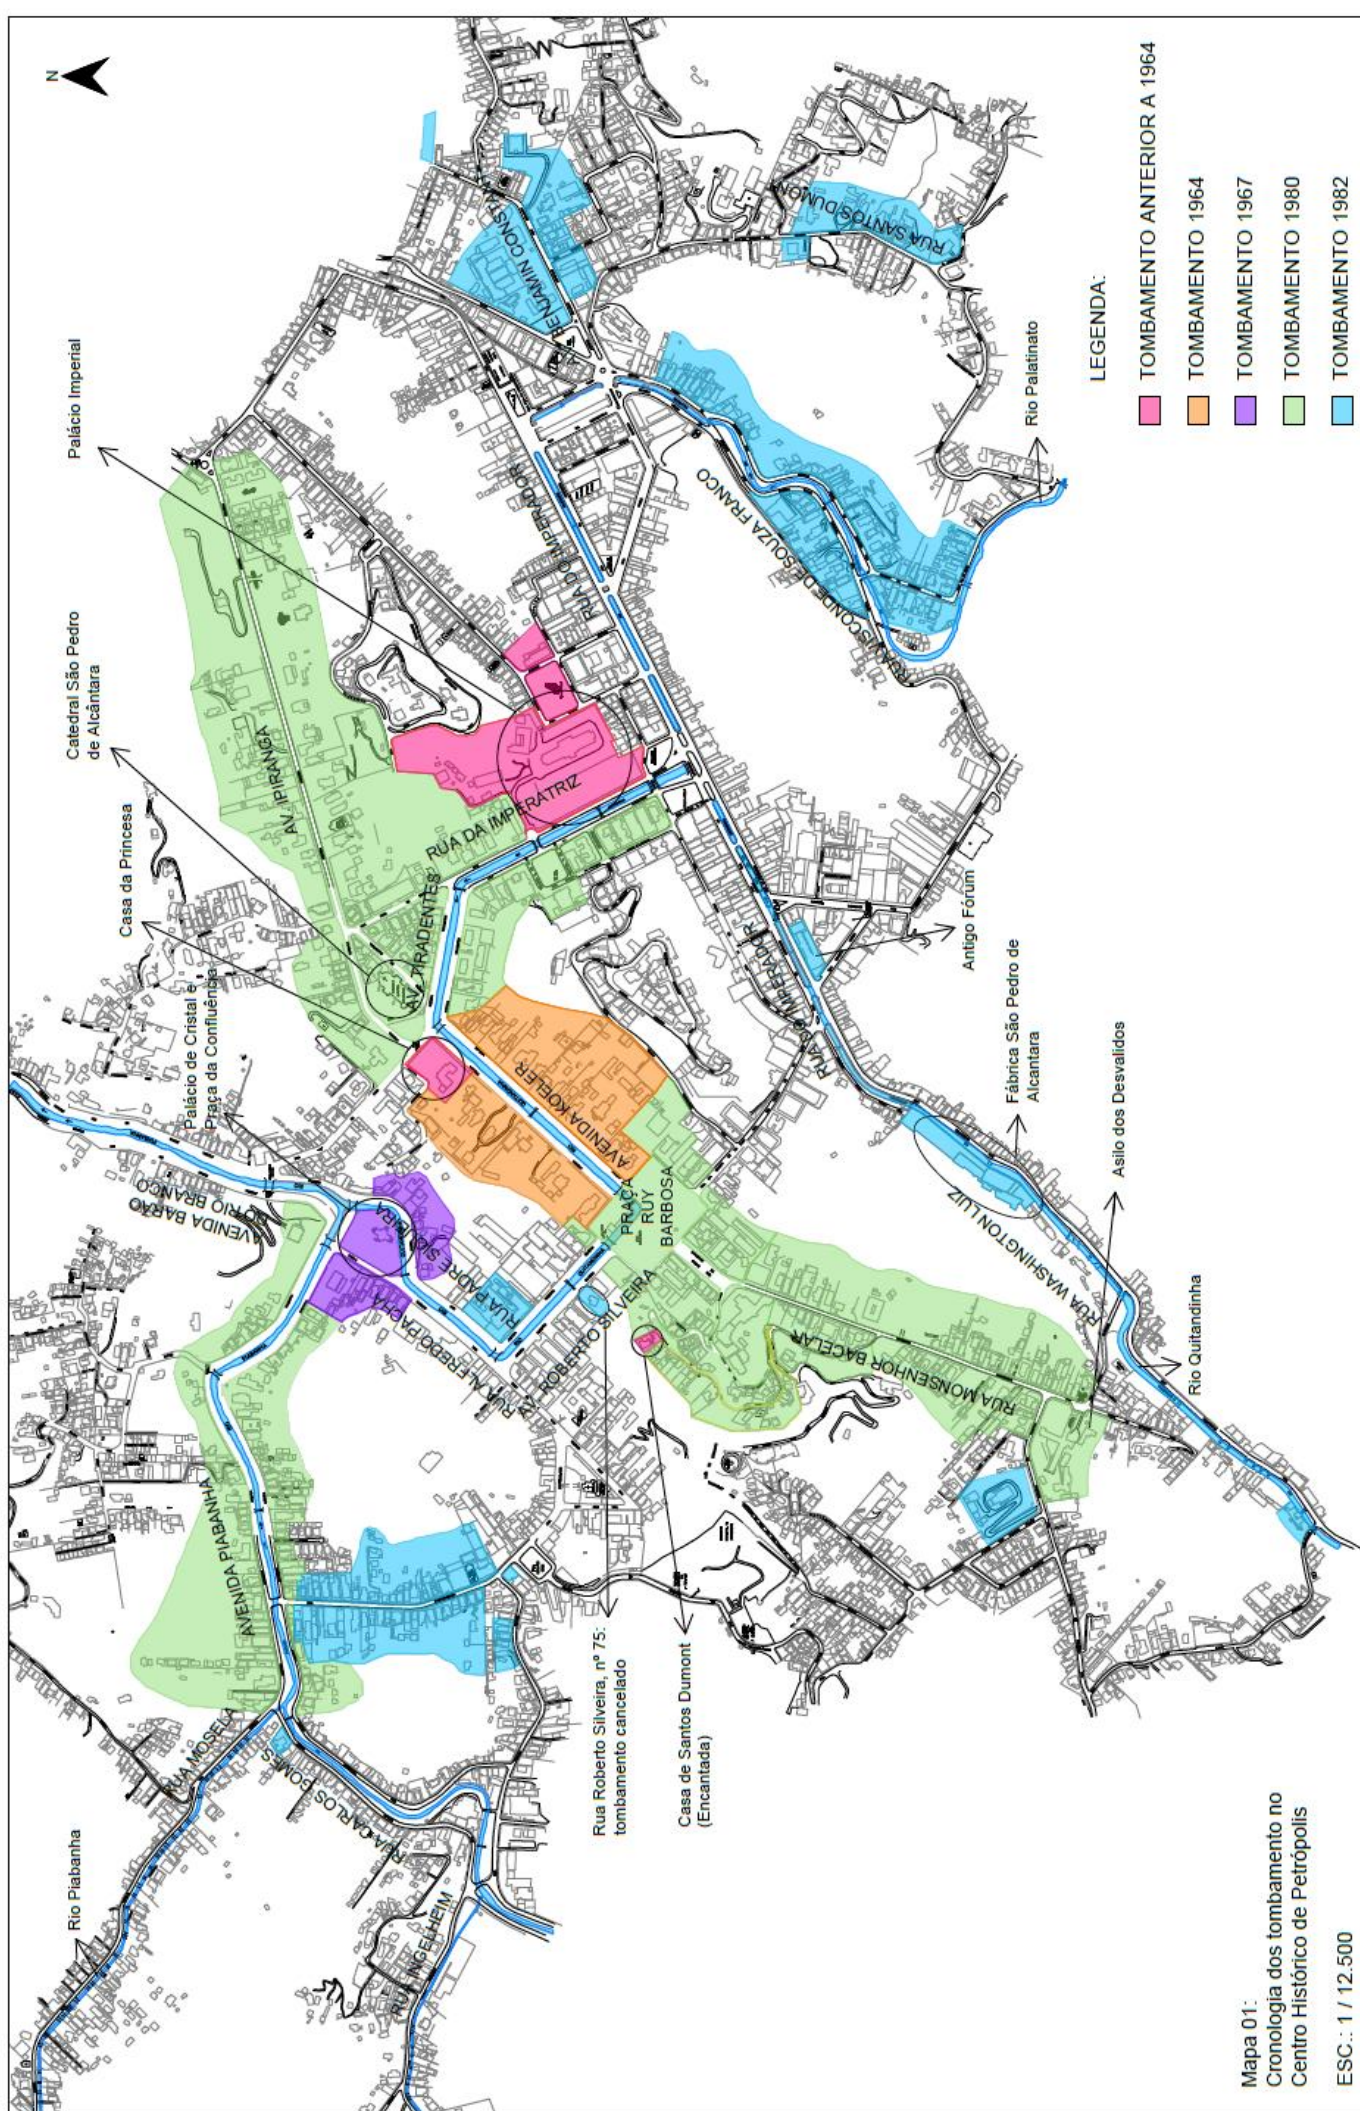 N
Palácio Imperial
Catedral São Pedro
de Alcântara
Casa da Princesa
Palácio de Cristal e
Praça da Confluência
Rio Piabanha
Rua Roberto Silveira, nº 75:
tombamento cancelado
Casa de Santos Dumont
(Encantada)
Asilo dos Desvalidos
Rio Quitandinha
Fábrica São Pedro de
Alcantara
Antigo Fórum
Rio Palatinato
RUA MOSELA
RUA CARLOS GOMES
RUA INGELHEIM
AVENIDA PIABANHA
AVENIDA BARÃO
DO RIO BRANCO
RUA ALFREDO PACHÁ
RUA PADRE SIQUEIRA
AV. ROBERTO SILVEIRA
PRAÇA
RUY
BARBOSA
AVENIDA KOELER
AV. TIRADENTES
RUA DA IMPERATRIZ
AV. IPIRANGA
RUA DO IMPERADOR
RUA DO IMPERADOR
RUA MONSENHOR BACELAR
RUA WASHINGTON LUIZ
RUA VISCONDE DE SOUZA FRANCO
BENJAMIN CONSTANT
RUA SANTOS DUMONT
LEGENDA:
TOMBAMENTO ANTERIOR A 1964
TOMBAMENTO 1964
TOMBAMENTO 1967
TOMBAMENTO 1980
TOMBAMENTO 1982
Mapa 01:
Cronologia dos tombamento no
Centro Histórico de Petrópolis
ESC.: 1 / 12.500